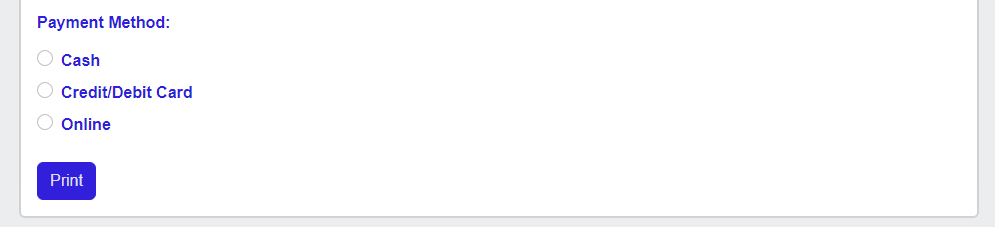 Payment Method:
Cash
Credit/Debit Card
Online
Print